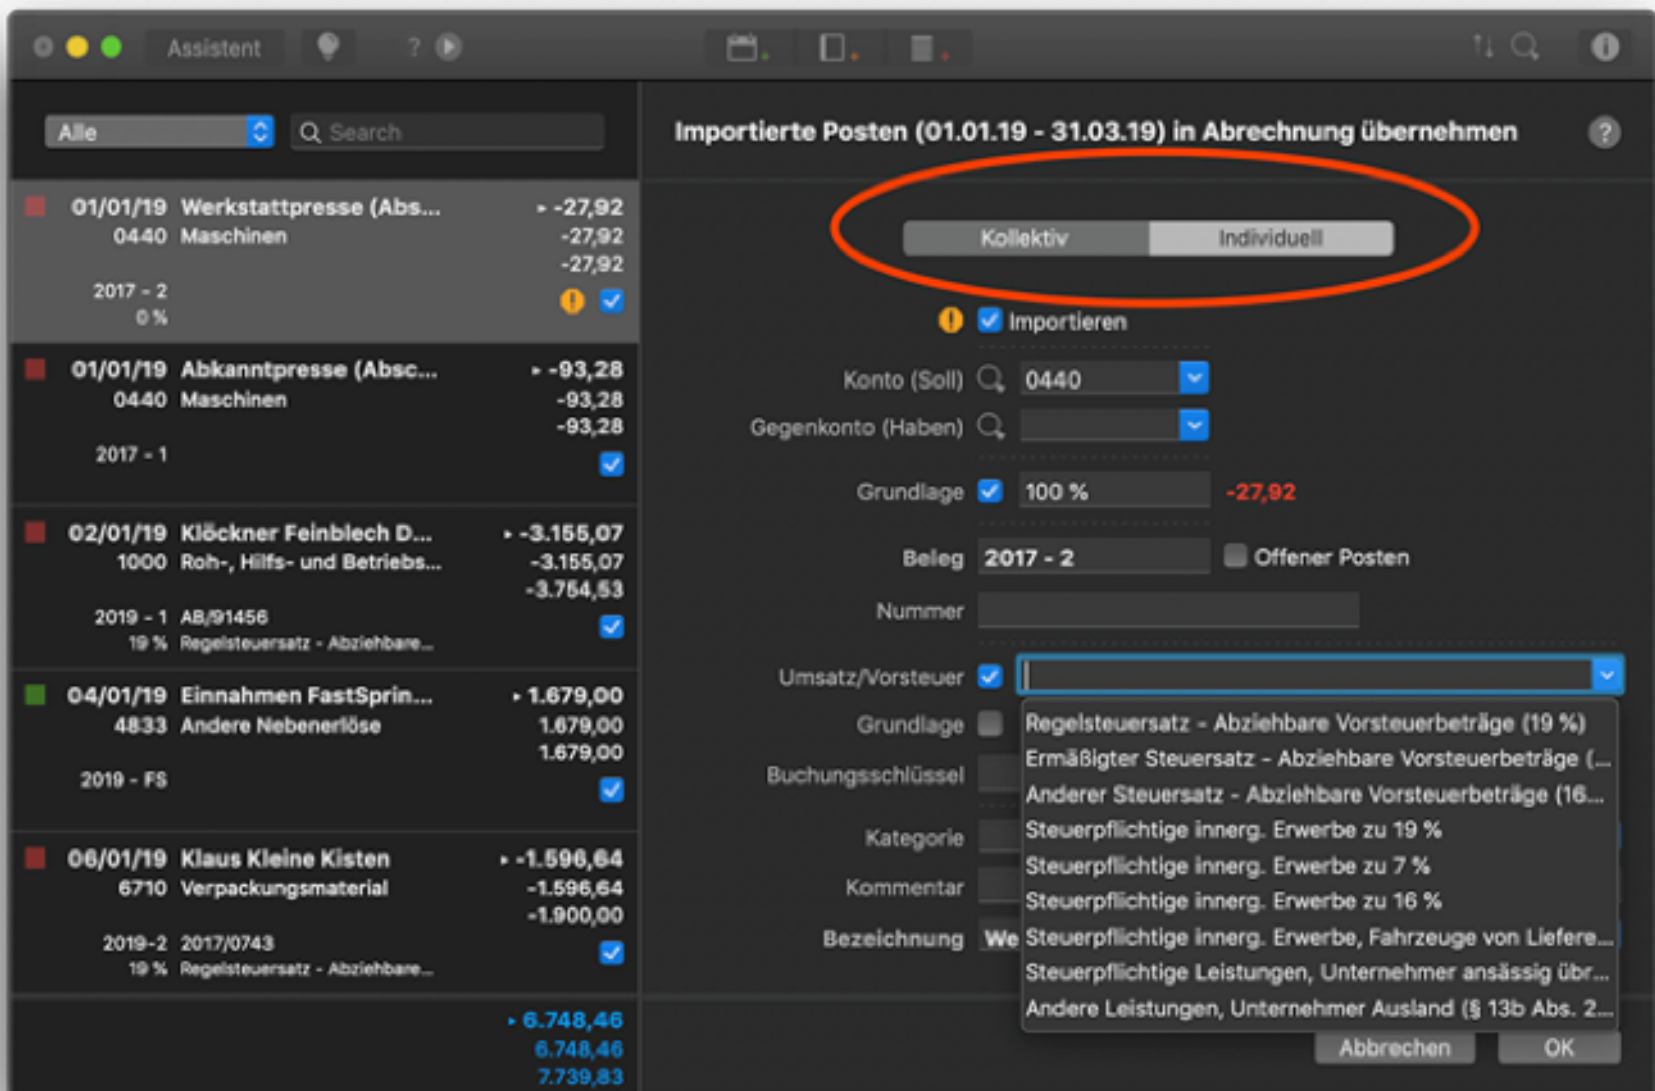 Assistent ?
Alle Search
Importierte Posten (01.01.19 - 31.03.19) in Abrechnung übernehmen ?
01/01/19 Werkstattpresse (Abs... -27,92
0440 Maschinen -27,92
-27,92
2017 - 2
0 %
01/01/19 Abkanntpresse (Absc... -93,28
0440 Maschinen -93,28
-93,28
2017 - 1
02/01/19 Klöckner Feinblech D... -3.155,07
1000 Roh-, Hilfs- und Betriebs... -3.155,07
-3.754,53
2019 - 1 AB/91456
19 % Regelsteuersatz - Abziehbare...
04/01/19 Einnahmen FastSprin... 1.679,00
4833 Andere Nebenerlöse 1.679,00
1.679,00
2019 - FS
06/01/19 Klaus Kleine Kisten -1.596,64
6710 Verpackungsmaterial -1.596,64
-1.900,00
2019-2 2017/0743
19 % Regelsteuersatz - Abziehbare...
6.748,46
6.748,46
7.739,83
Kollektiv Individuell
Importieren
Konto (Soll) 0440
Gegenkonto (Haben)
Grundlage 100 % -27,92
Beleg 2017 - 2 Offener Posten
Nummer
Umsatz/Vorsteuer
Grundlage
Buchungsschlüssel
Kategorie
Kommentar
Bezeichnung We
Regelsteuersatz - Abziehbare Vorsteuerbeträge (19 %)
Ermäßigter Steuersatz - Abziehbare Vorsteuerbeträge (...
Anderer Steuersatz - Abziehbare Vorsteuerbeträge (16...
Steuerpflichtige innerg. Erwerbe zu 19 %
Steuerpflichtige innerg. Erwerbe zu 7 %
Steuerpflichtige innerg. Erwerbe zu 16 %
Steuerpflichtige innerg. Erwerbe, Fahrzeuge von Liefere...
Steuerpflichtige Leistungen, Unternehmer ansässig übr...
Andere Leistungen, Unternehmer Ausland (§ 13b Abs. 2...
Abbrechen OK